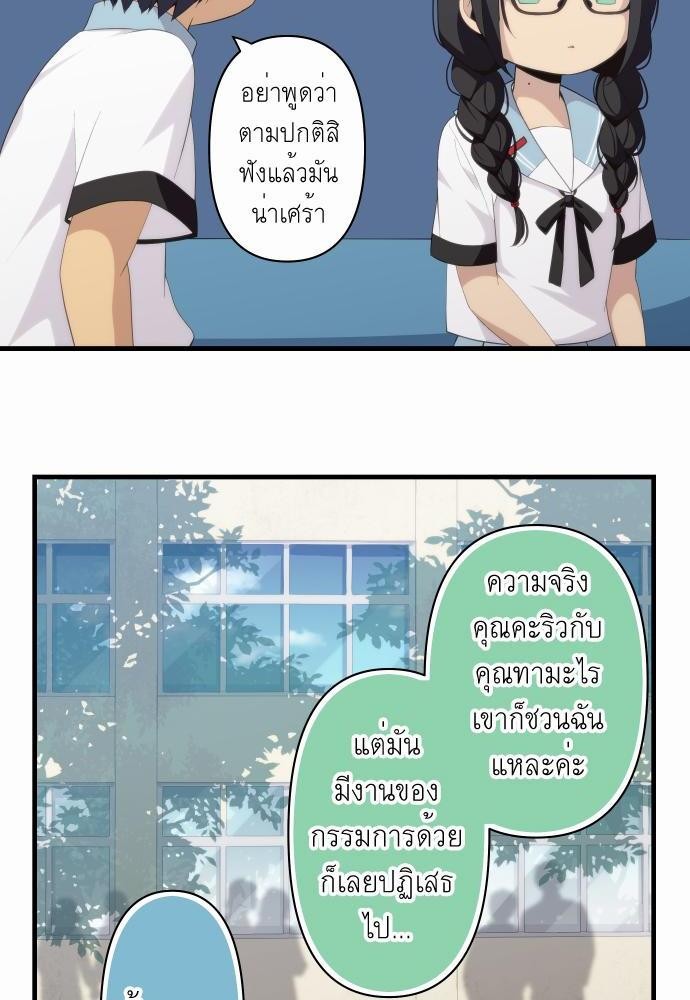 อย่าพูดว่า
ตามปกติสิ
ฟังแล้วมัน
น่าเศร้า
ความจริง
คุณคะริวกับ
คุณทามะไร
เขาก็ชวนฉัน
แหละค่ะ
แต่มัน
มีงานของ
กรรมการด้วย
ก็เลยปฏิเสธ
ไป...